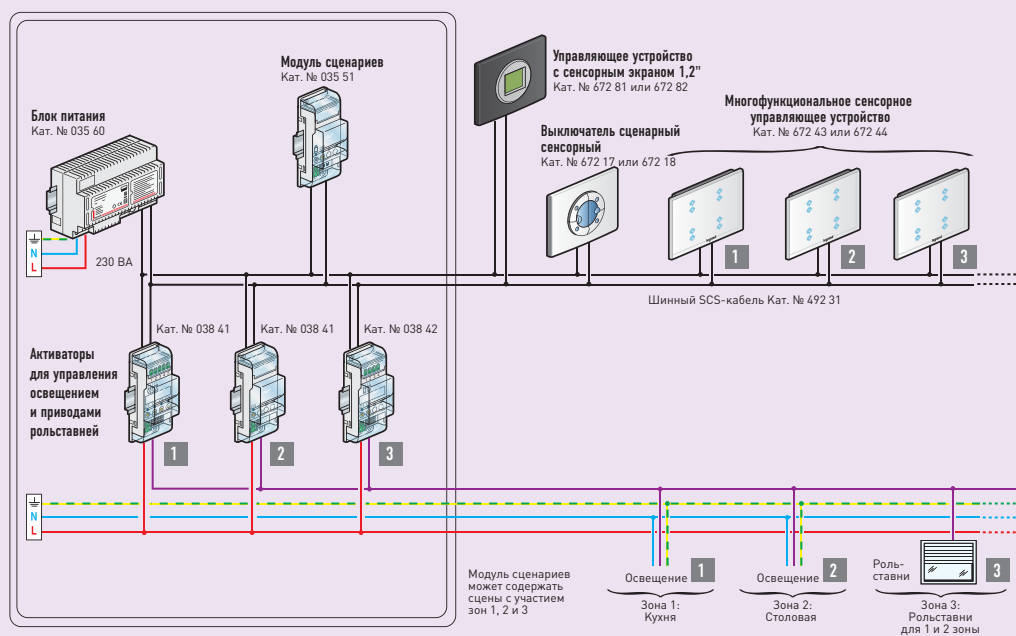 Блок питания
Кат. № 035 60
Модуль сценариев
Кат. № 035 51
Управляющее устройство
с сенсорным экраном 1,2"
Кат. № 672 81 или 672 82
Выключатель сценарный
сенсорный
Кат. № 672 17 или 672 18
Многофункциональное сенсорное
управляющее устройство
Кат. № 672 43 или 672 44
N
L
230 ВА
1
2
3
Шинный SCS-кабель Кат. № 492 31
Кат. № 038 41
Кат. № 038 41
Кат. № 038 42
Активаторы
для управления
освещением
и приводами
рольставней
1
2
3
N
L
Модуль сценариев
может содержать
сцены с участием
зон 1, 2 и 3
Освещение
1
Зона 1:
Кухня
Освещение
2
Зона 2:
Столовая
Роль-
ставни
3
Зона 3:
Рольставни
для 1 и 2 зоны